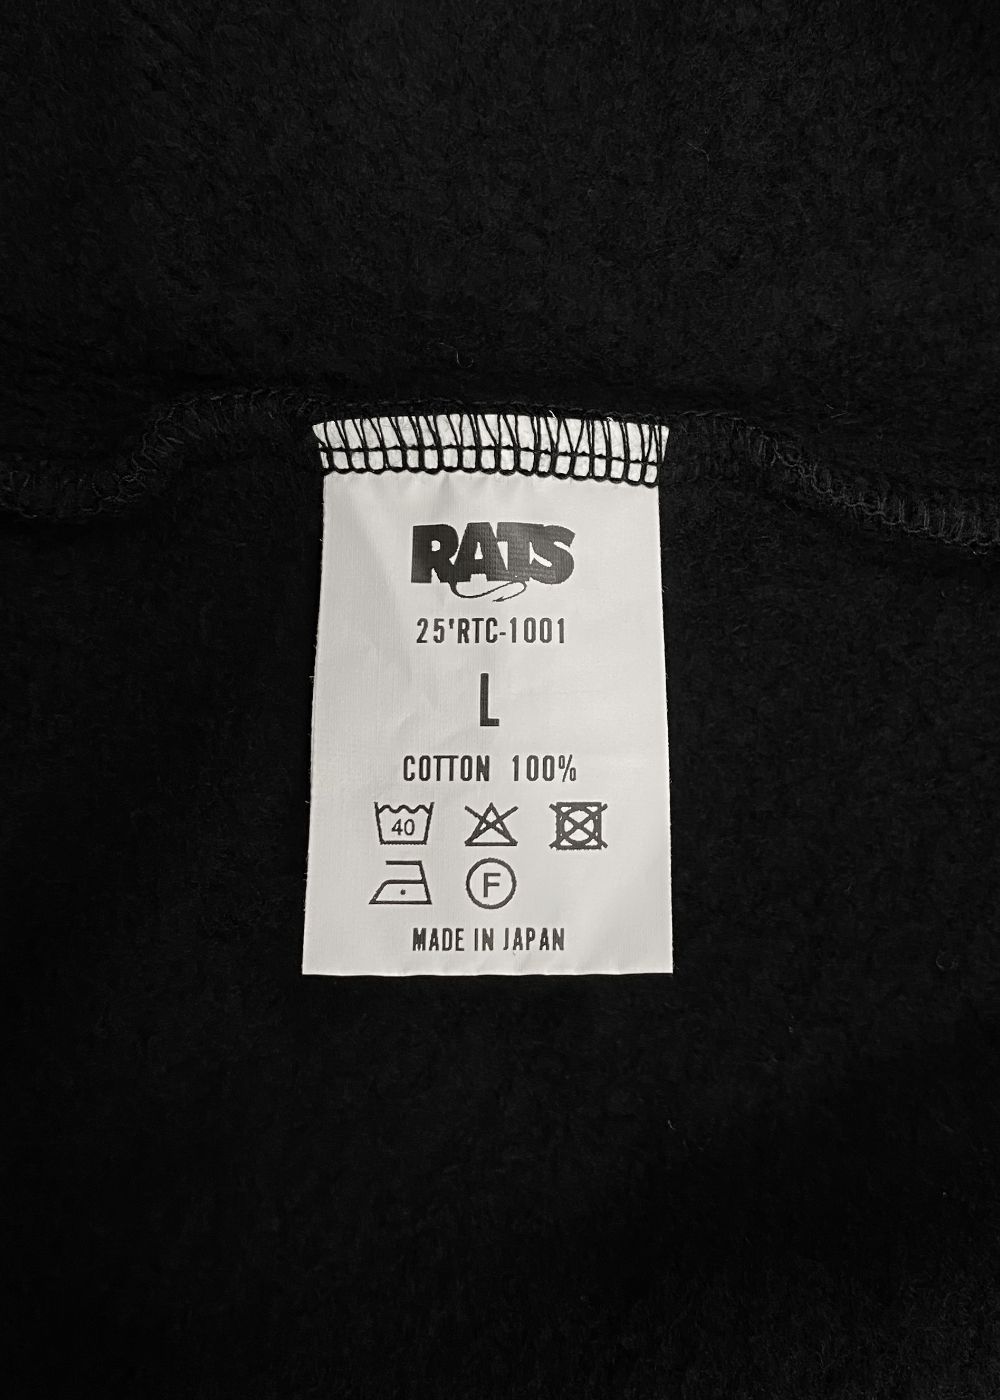 RATS
25'RTC-1001
L
COTTON 100%
40
F
MADE IN JAPAN